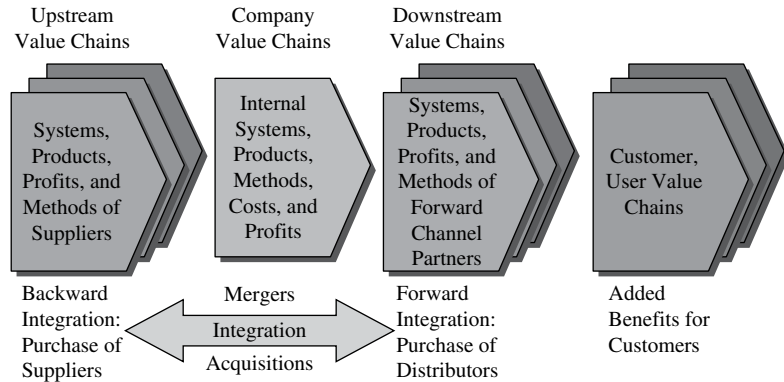 Upstream
Value Chains
Company
Value Chains
Downstream
Value Chains
Systems,
Products,
Profits, and
Methods of
Suppliers
Internal
Systems,
Products,
Methods,
Costs, and
Profits
Systems,
Products,
Profits, and
Methods of
Forward
Channel
Partners
Customer,
User Value
Chains
Backward
Integration:
Purchase of
Suppliers
Mergers
Integration
Acquisitions
Forward
Integration:
Purchase of
Distributors
Added
Benefits for
Customers